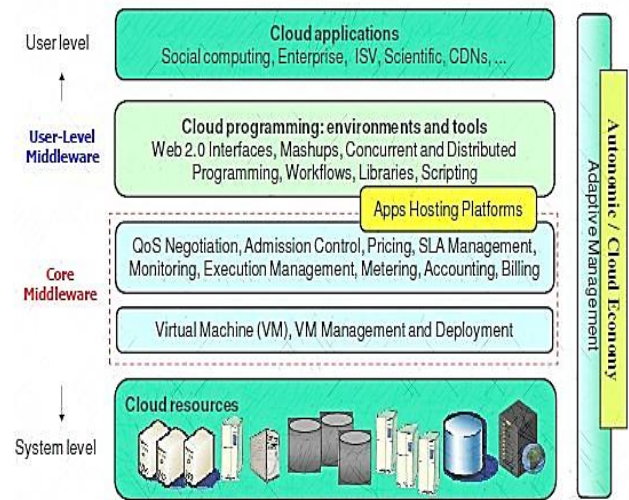 User level
Cloud applications
Social computing, Enterprise, ISV, Scientific, CDNs, ...
User-Level
Middleware
Cloud programming: environments and tools
Web 2.0 Interfaces, Mashups, Concurrent and Distributed
Programming, Workflows, Libraries, Scripting
Apps Hosting Platforms
Core
Middleware
QoS Negotiation, Admission Control, Pricing, SLA Management,
Monitoring, Execution Management, Metering, Accounting, Billing
Virtual Machine (VM), VM Management and Deployment
System level
Cloud resources
Adaptive Management
Autonomic / Cloud Economy